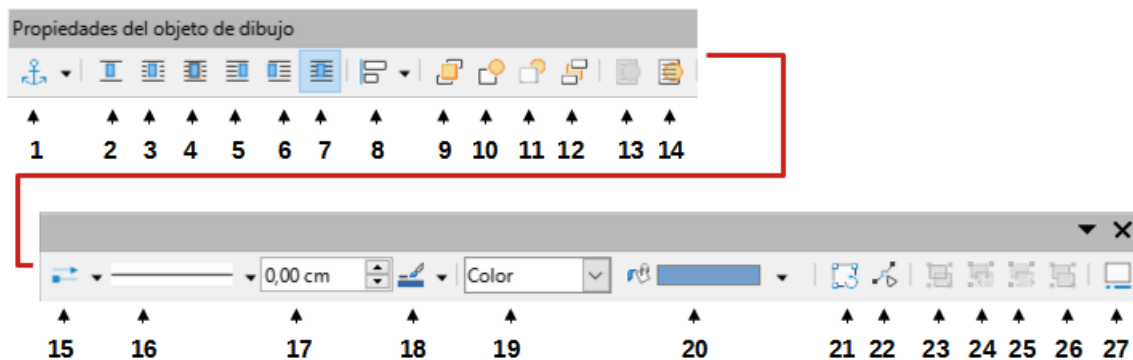 Propiedades del objeto de dibujo
1 2 3 4 5 6 7 8 9 10 11 12 13 14
0,00 cm Color
15 16 17 18 19 20 21 22 23 24 25 26 27